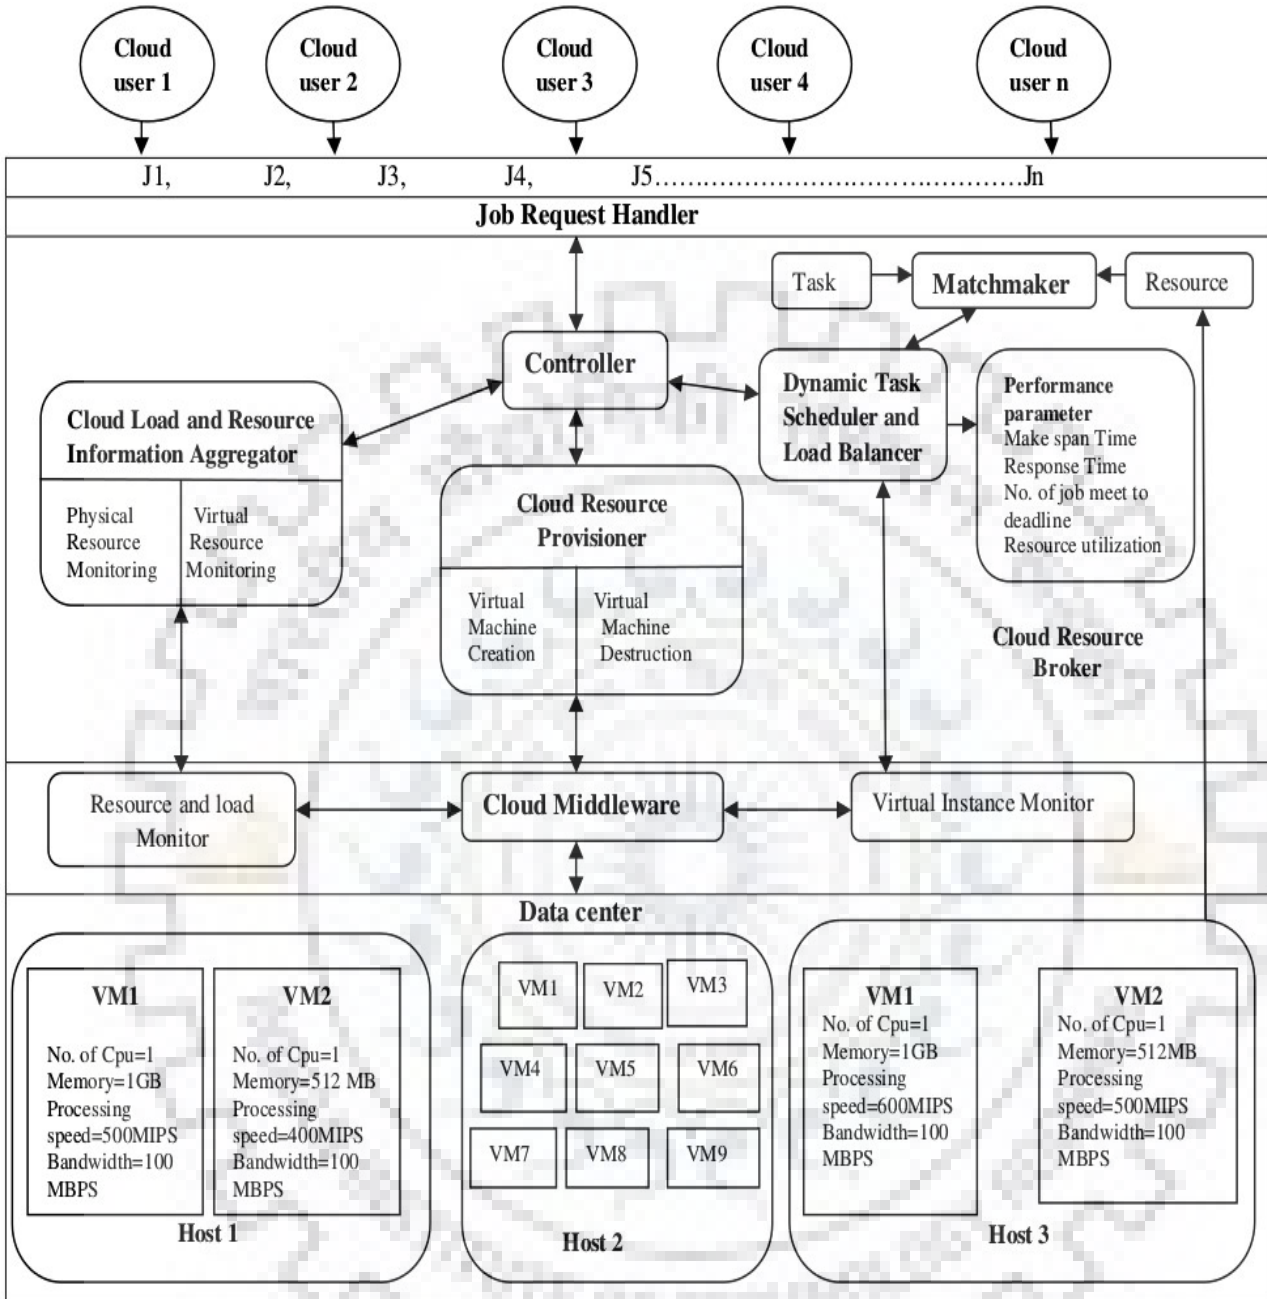 Cloud
user 1
Cloud
user 2
Cloud
user 3
Cloud
user 4
Cloud
user n
J1, J2, J3, J4, J5……………………………………Jn
Job Request Handler
Task
Matchmaker
Resource
Controller
Dynamic Task
Scheduler and
Load Balancer
Performance
parameter
Make span Time
Response Time
No. of job meet to
deadline
Resource utilization
Cloud Load and Resource
Information Aggregator
Physical
Resource
Monitoring
Virtual
Resource
Monitoring
Cloud Resource
Provisioner
Virtual
Machine
Creation
Virtual
Machine
Destruction
Cloud Resource
Broker
Resource and load
Monitor
Cloud Middleware
Virtual Instance Monitor
Data center
VM1
No. of Cpu=1
Memory=1GB
Processing
speed=500MIPS
Bandwidth=100
MBPS
VM2
No. of Cpu=1
Memory=512 MB
Processing
speed=400MIPS
Bandwidth=100
MBPS
Host 1
VM1 VM2 VM3
VM4 VM5 VM6
VM7 VM8 VM9
Host 2
VM1
No. of Cpu=1
Memory=1GB
Processing
speed=600MIPS
Bandwidth=100
MBPS
VM2
No. of Cpu=1
Memory=512MB
Processing
speed=500MIPS
Bandwidth=100
MBPS
Host 3